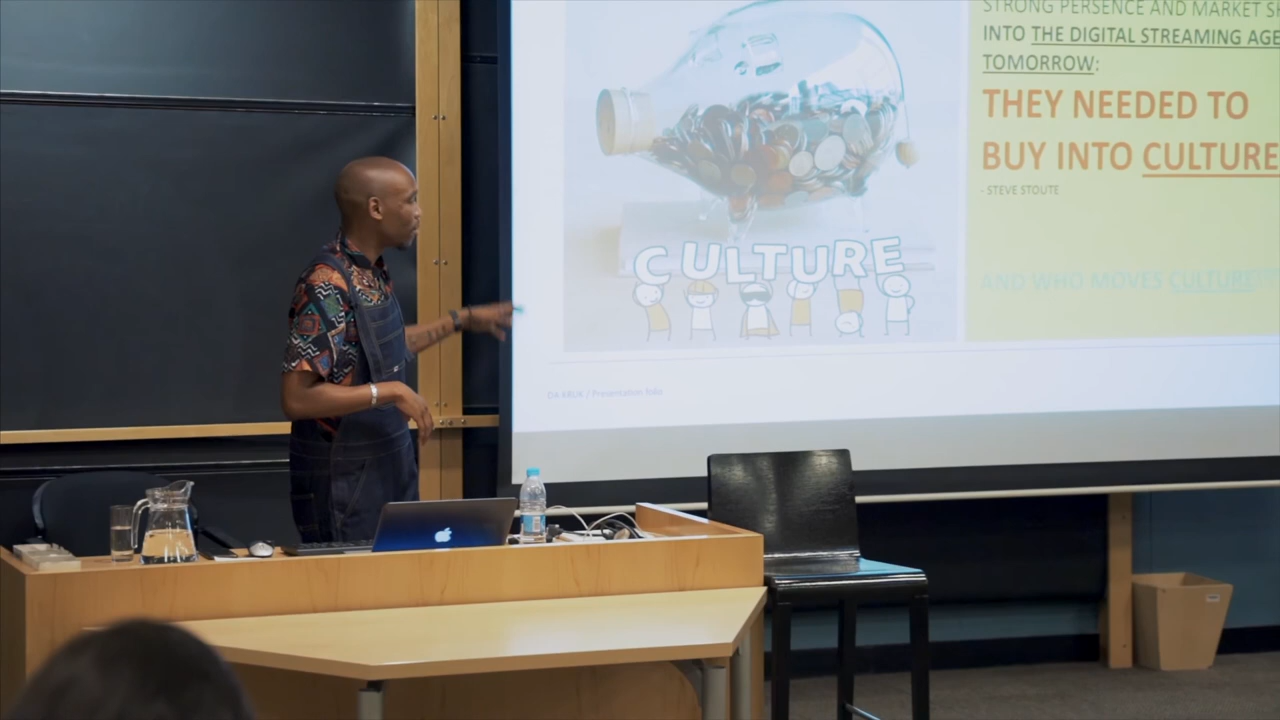 STRONG PERSENCE AND MARKET
INTO THE DIGITAL STREAMING AGE
TOMORROW:
THEY NEEDED TO
BUY INTO CULTURE
- STEVE STOUTE
CULTURE
AND WHO MOVES CULTURE
/ Presentation